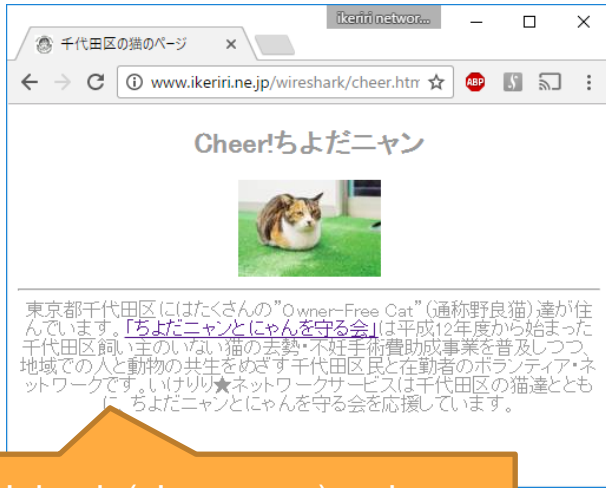 ikeriri networ...
千代田区の猫のページ
www.ikeriri.ne.jp/wireshark/cheer.htm
ABP
Cheer!ちよだニャン
東京都千代田区にはたくさんの”Owner-Free Cat”(通称野良猫)達が住
んでいます。「ちよだニャンとにゃんを守る会」は平成12年度から始まった
千代田区飼い主のいない猫の去勢・不妊手術費助成事業を普及しつつ、
地域での人と動物の共生をめざす千代田区民と在勤者のボランティア・ネ
ットワークです。いけりり★ネットワークサービスは千代田区の猫達ととも
に、ちよだニャンとにゃんを守る会を応援しています。